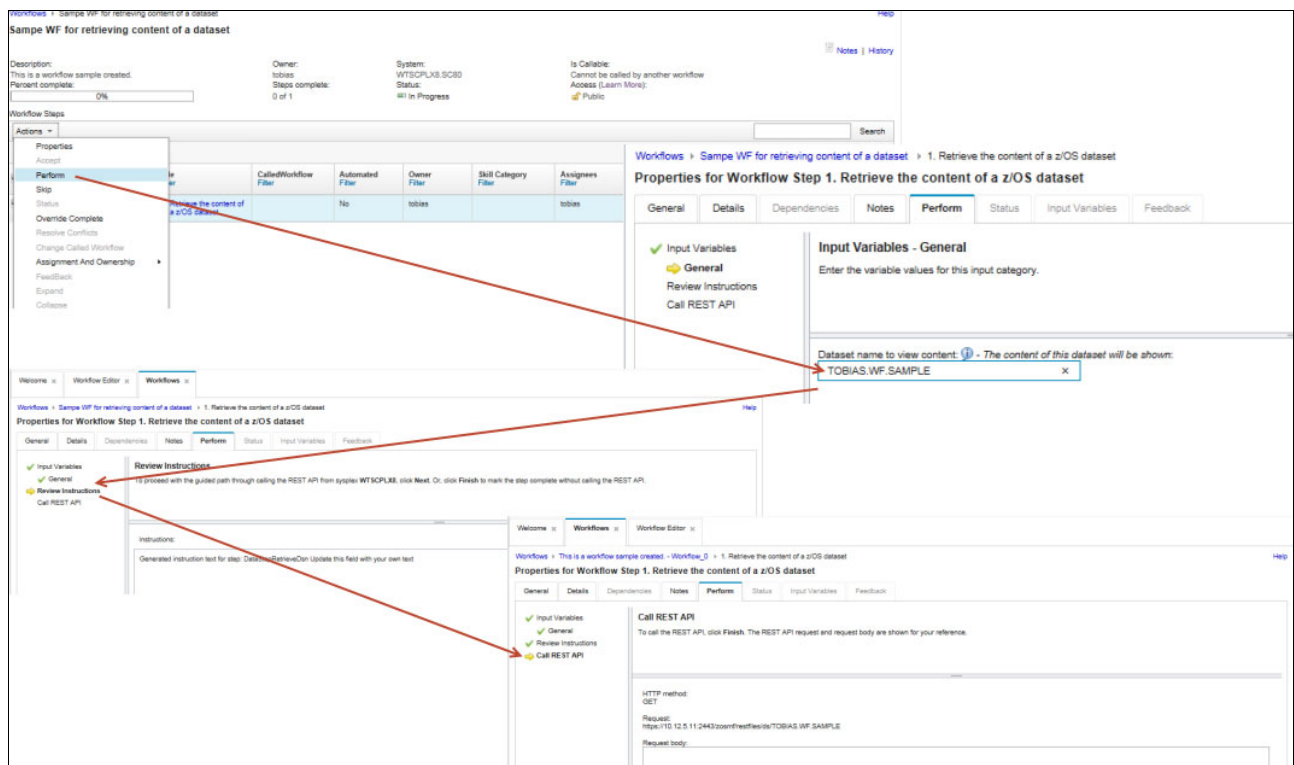 Workflows ▸ Sampe WF for retrieving content of a dataset Help
Sampe WF for retrieving content of a dataset
Notes | History
Description: Owner: System: Is Callable:
This is a workflow sample created. tobias WTSCPLX8.SC80 Cannot be called by another workflow
Percent complete: Steps complete: Status: Access (Learn More):
0% 0 of 1 In Progress Public
Workflow Steps
Actions Search
Properties
Accept
Perform
Skip
Status
Override Complete
Resolve Conflicts
Change Called Workflow
Assignment And Ownership
FeedBack
Expand
Collapse
CalledWorkflow Automated Owner Skill Category Assignees
Filter Filter Filter Filter Filter
Retrieve the content of No tobias tobias
a z/OS dataset
Workflows ▸ Sampe WF for retrieving content of a dataset ▸ 1. Retrieve the content of a z/OS dataset
Properties for Workflow Step 1. Retrieve the content of a z/OS dataset
General Details Dependencies Notes Perform Status Input Variables Feedback
Input Variables
General
Review Instructions
Call REST API
Input Variables - General
Enter the variable values for this input category.
Dataset name to view content: - The content of this dataset will be shown:
TOBIAS.WF.SAMPLE ×
Welcome × Workflow Editor × Workflows ×
Workflows ▸ Sampe WF for retrieving content of a dataset ▸ 1. Retrieve the content of a z/OS dataset Help
Properties for Workflow Step 1. Retrieve the content of a z/OS dataset
General Details Dependencies Notes Perform Status Input Variables Feedback
Input Variables
General
Review Instructions
Call REST API
Review Instructions
To proceed with the guided path through calling the REST API from sysplex WTSCPLX8, click Next. Or, click Finish to mark the step complete without calling the REST API.
Instructions:
Generated instruction text for step: DatasetRetrieveDsn Update this field with your own text
Welcome × Workflows × Workflow Editor ×
Workflows ▸ This is a workflow sample created. - Workflow_0 ▸ 1. Retrieve the content of a z/OS dataset Help
Properties for Workflow Step 1. Retrieve the content of a z/OS dataset
General Details Dependencies Notes Perform Status Input Variables Feedback
Input Variables
General
Review Instructions
Call REST API
Call REST API
To call the REST API, click Finish. The REST API request and request body are shown for your reference.
HTTP method:
GET
Request:
https://10.12.5.11:2443/zosmf/restfiles/ds/TOBIAS.WF.SAMPLE
Request body: